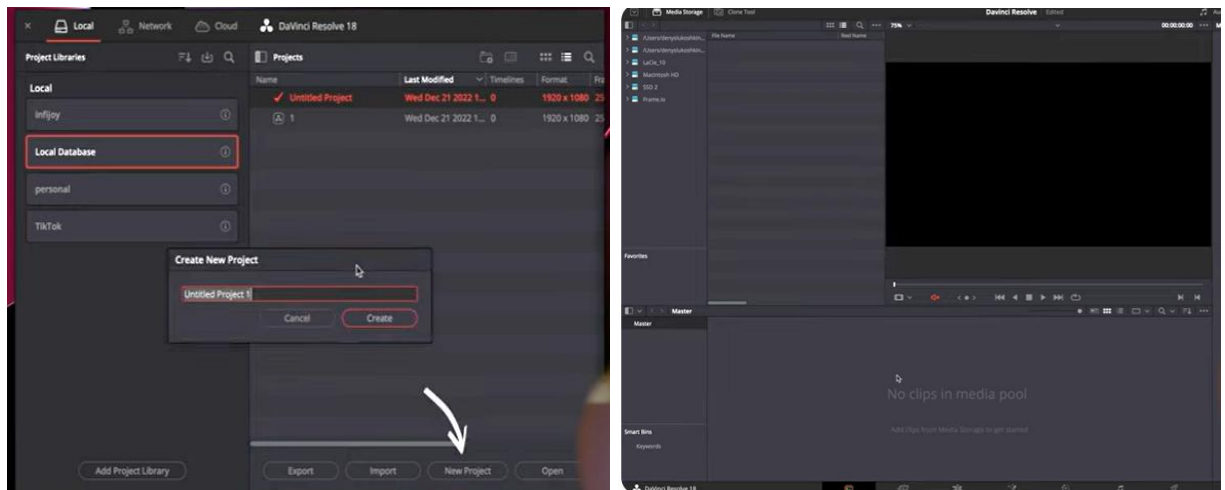 Local
Network
Cloud
DaVinci Resolve 18
Project Libraries
Projects
Local
Infijoy
Local Database
personal
TikTok
Name Last Modified Timelines Format
Untitled Project Wed Dec 21 2022 1... 0 1920 x 1080 25
1 Wed Dec 21 2022 1... 0 1920 x 1080 25
Create New Project
Untitled Project 1
Cancel Create
Add Project Library
Export Import New Project Open
Media Storage Clone Tool
DaVinci Resolve Edited
75% 00:00:00:00
File Name Reel Name
LaCie_10
Macintosh HD
SSD 2
Frame.io
Favorites
Master
Master
No clips in media pool
Add clips from Media Storage to get started
Smart Bins
Keywords
DaVinci Resolve 18